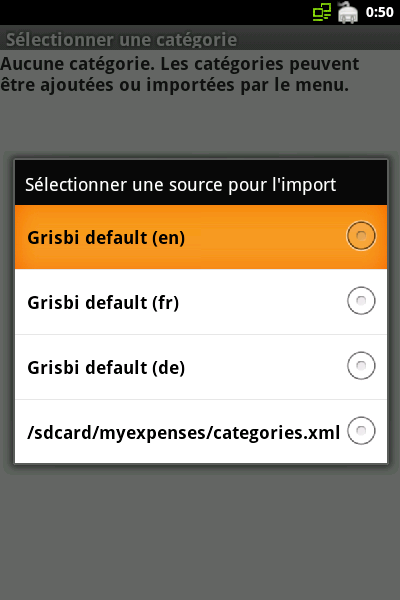 0:50
Sélectionner une catégorie
Aucune catégorie. Les catégories peuvent
être ajoutées ou importées par le menu.
Sélectionner une source pour l'import
Grisbi default (en)
Grisbi default (fr)
Grisbi default (de)
/sdcard/myexpenses/categories.xml